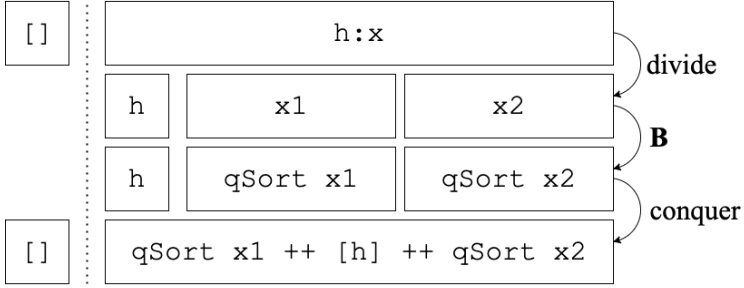 [] h:x
divide
h x1 x2
B
h qSort x1 qSort x2
conquer
[] qSort x1 ++ [h] ++ qSort x2